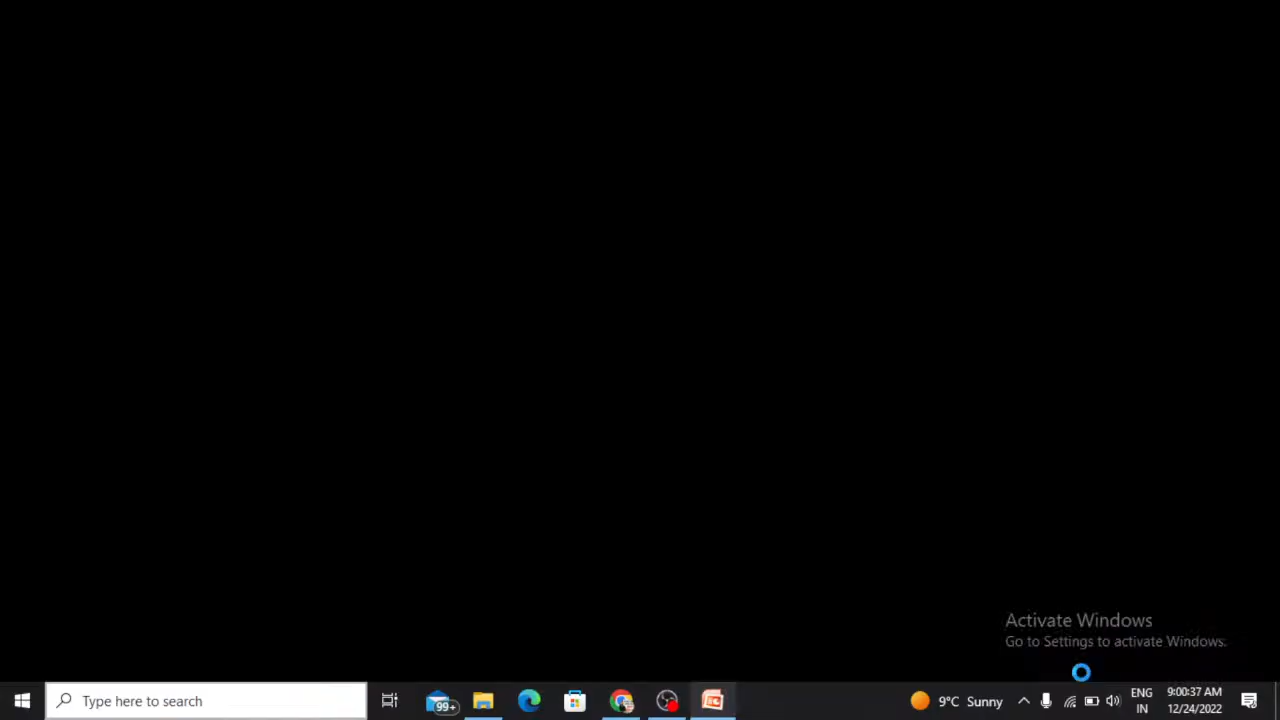 Activate Windows
Go to Settings to activate Windows.
Type here to search
99+
9°C Sunny
ENG
IN
9:00:37 AM
12/24/2022